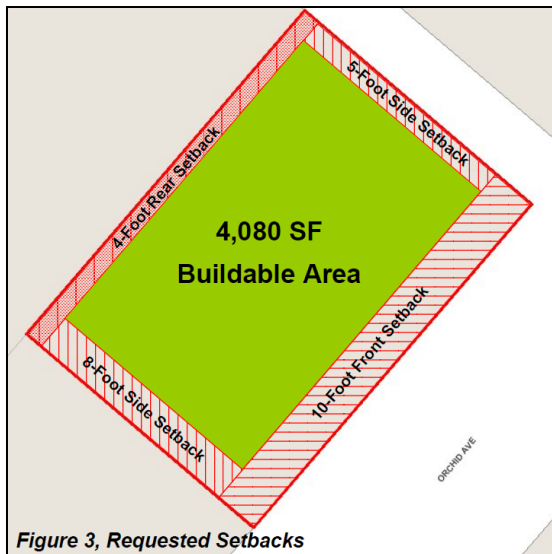 5-Foot Side Setback
4-Foot Rear Setback
4,080 SF
Buildable Area
10-Foot Front Setback
8-Foot Side Setback
ORCHID AVE
Figure 3, Requested Setbacks